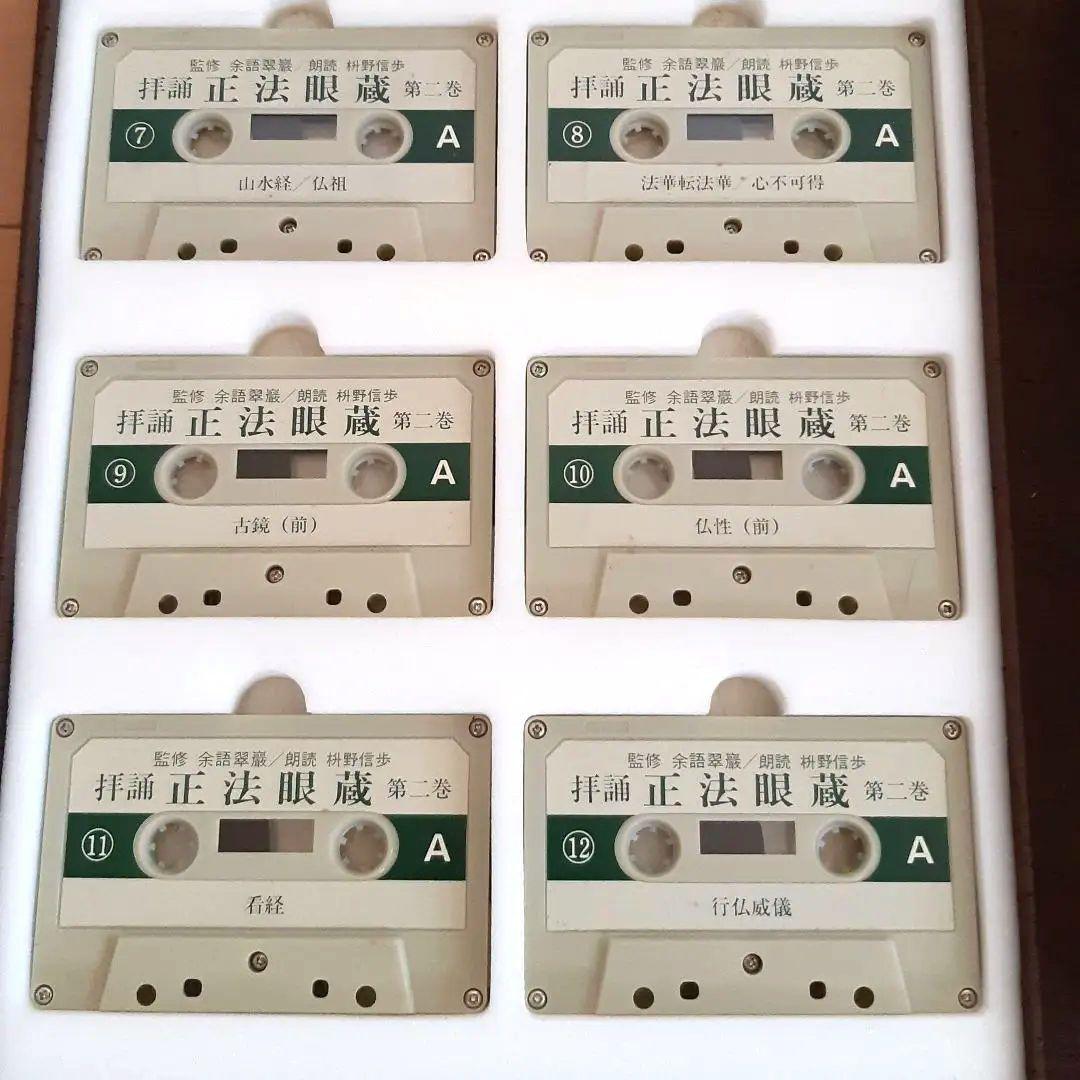 監修 余語翠巖／朗読 枡野信歩
拝誦 正法眼蔵 第二巻
⑦ A
山水経／仏祖
監修 余語翠巖／朗読 枡野信歩
拝誦 正法眼蔵 第二巻
⑧ A
法華転法華／心不可得
監修 余語翠巖／朗読 枡野信歩
拝誦 正法眼蔵 第二巻
⑨ A
古鏡（前）
監修 余語翠巖／朗読 枡野信歩
拝誦 正法眼蔵 第二巻
⑩ A
仏性（前）
監修 余語翠巖／朗読 枡野信歩
拝誦 正法眼蔵 第二巻
⑪ A
看経
監修 余語翠巖／朗読 枡野信歩
拝誦 正法眼蔵 第二巻
⑫ A
行仏威儀